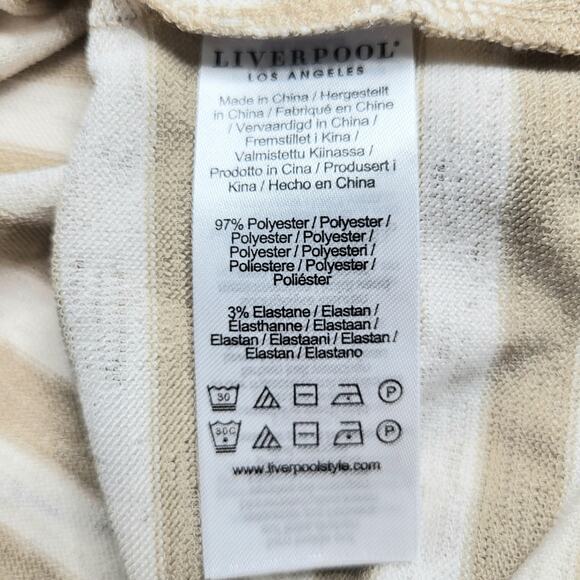 LIVERPOOL®
LOS ANGELES
Made in China / Hergestellt
in China / Fabriqué en Chine
/ Vervaardigd in China /
Fremstillet i Kina /
Valmistettu Kiinassa /
Prodotto in Cina / Produsert i
Kina / Hecho en China
97% Polyester / Polyester /
Polyester / Polyester /
Polyester / Polyesteri /
Poliestere / Polyester /
Poliéster
3% Elastane / Elastan /
Élasthanne / Elastaan /
Elastan / Elastaani / Elastan /
Elastan / Elastano
30 P
30C P
www.liverpoolstyle.com